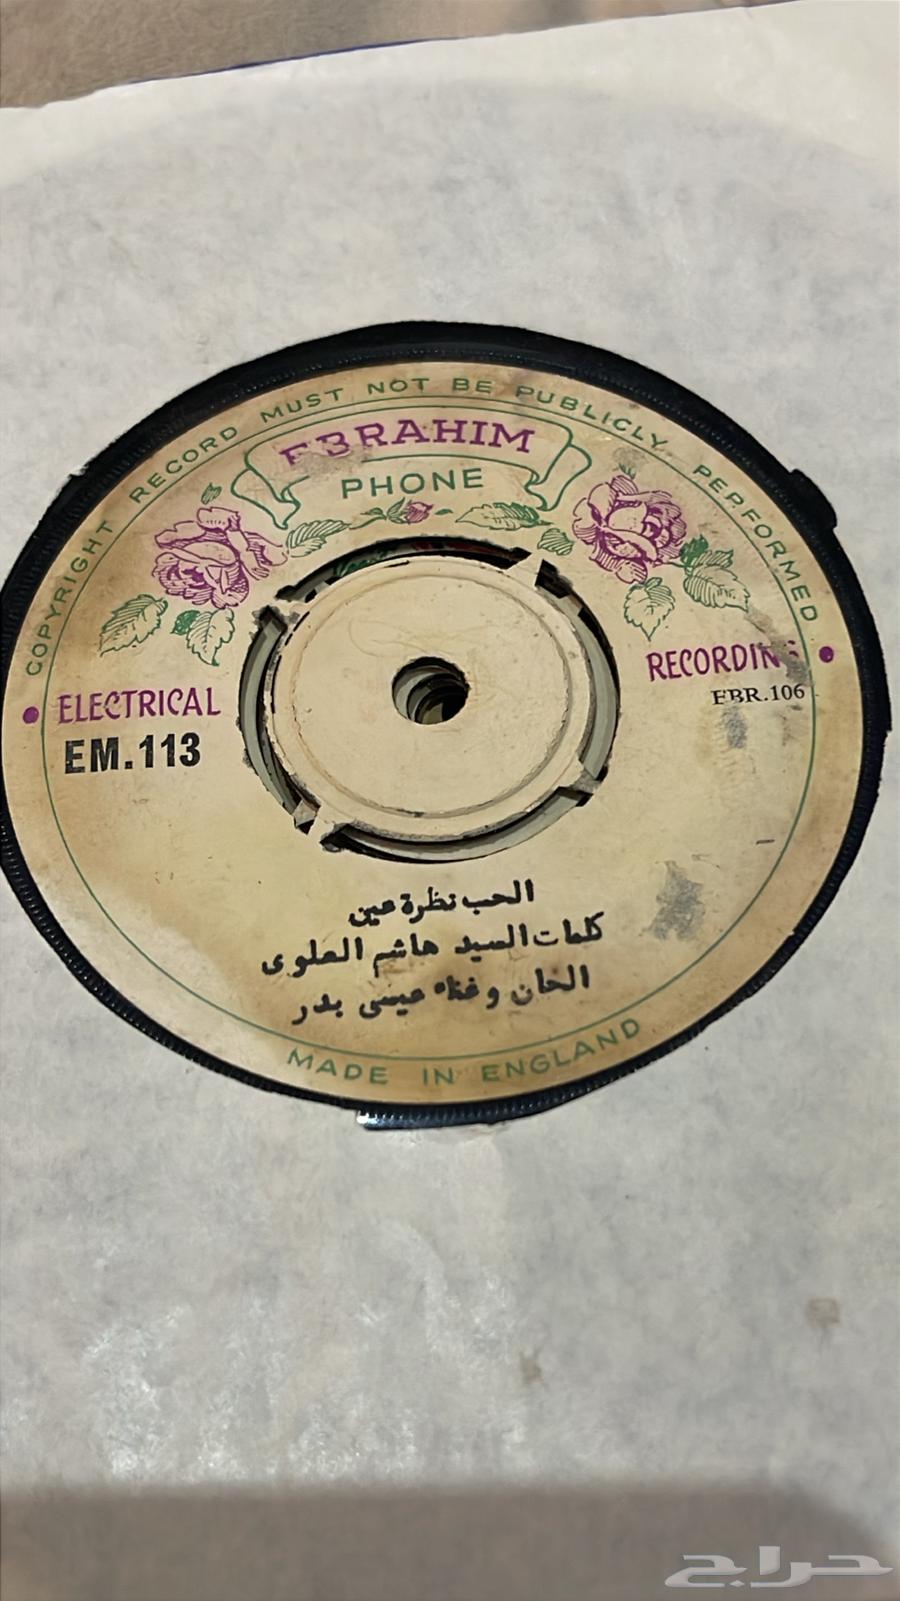 COPYRIGHT RECORD MUST NOT BE PUBLICLY PEPFORMED
EBRAHIM
PHONE
ELECTRICAL
RECORDING
EM.113
EBR.106
الحب نظرة عين
كلمات السيد هاشم العلوى
الحان وغناء عيسى بدر
MADE IN ENGLAND
حراج